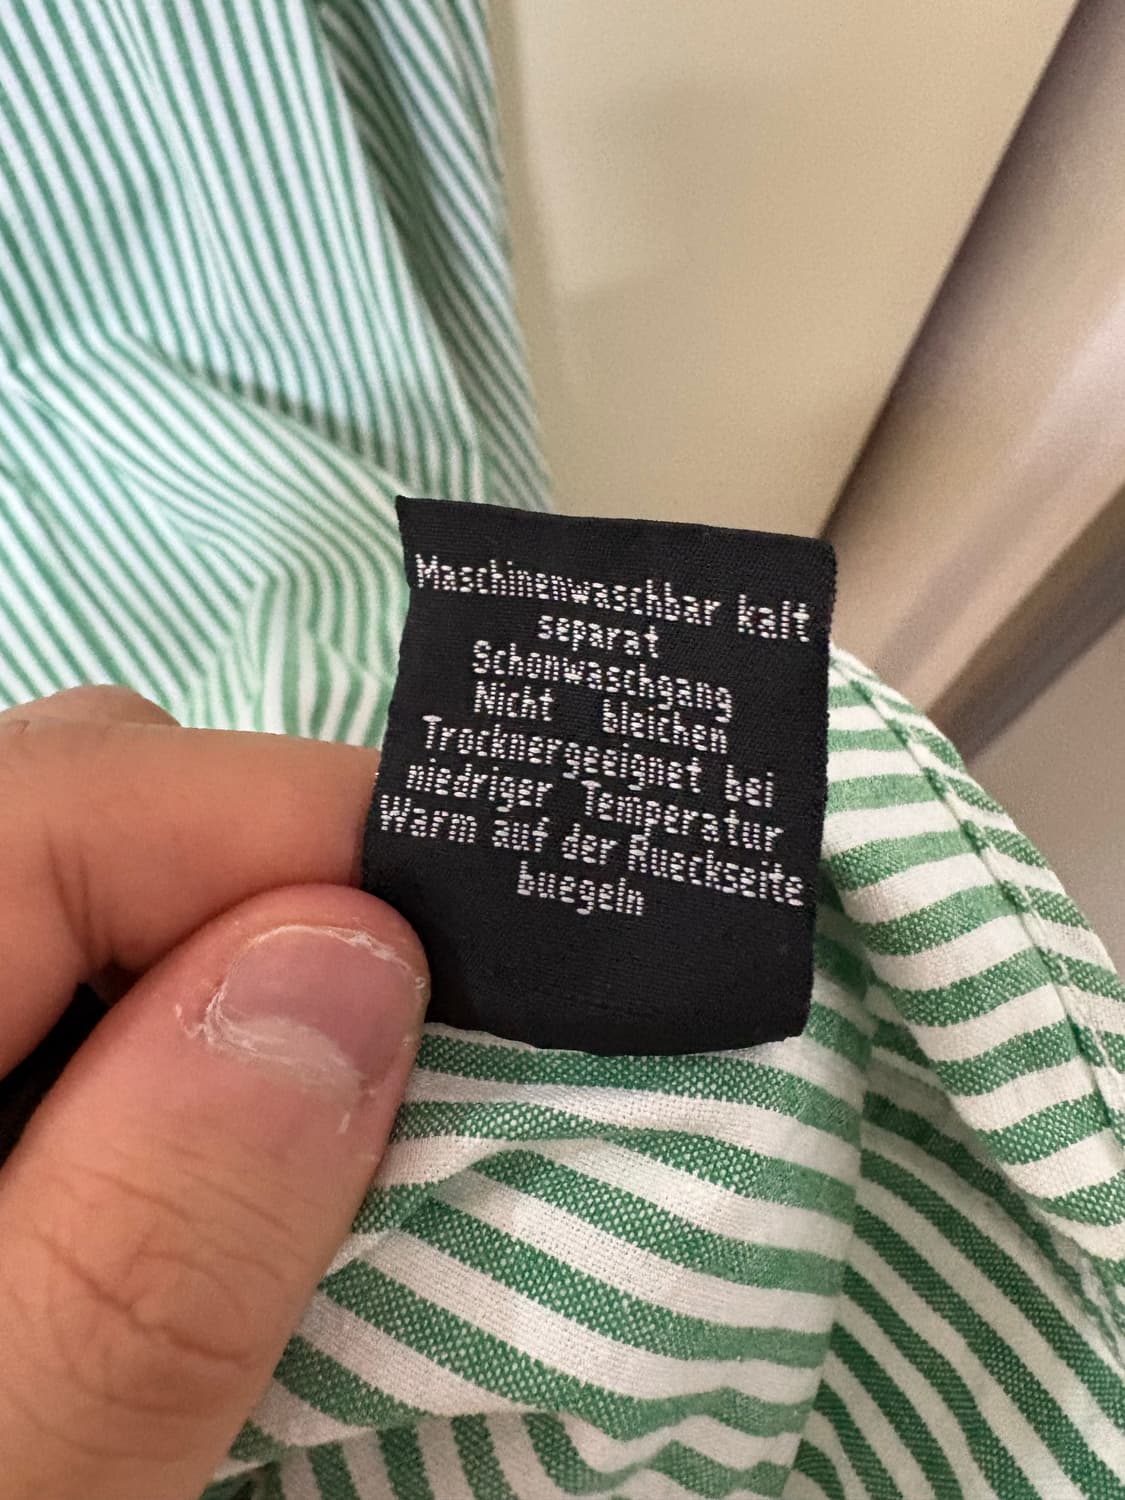 Maschinenwaschbar kalt
separat
Schonwaschgang
Nicht bleichen
Trocknergeeignet bei
niedriger Temperatur
Warm auf der Rueckseite
buegeln